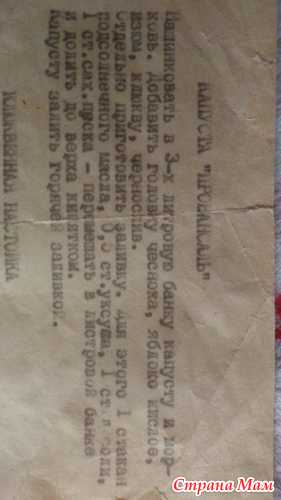 КАПУСТА "ПРОВАНСАЛЬ"
Нашинковать в 3-х литровую банку капусту и мор-
ковь. Добавить головку чеснока, яблоко кислое,
изюм, клюкву, чернослив.
Отдельно приготовить заливку. Для этого 1 стакан
подсолнечного масла, 0,5 ст.уксуса, 1 ст.л соли,
1 ст.сах.песка - перемешать в литровой банке
и долить до верха кипятком.
Капусту залить горячей заливкой.
КЛЮКВЕННАЯ НАСТОЙКА
Страна Мам